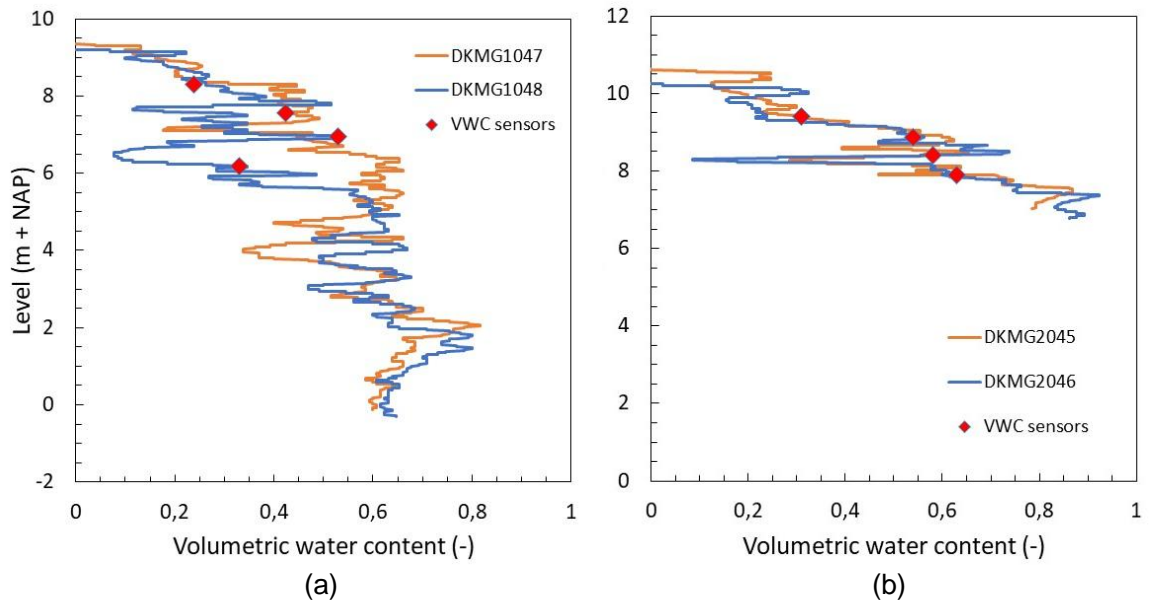 10
8
6
4
2
0
-2
Level (m + NAP)
DKMG1047
DKMG1048
VWC sensors
0 0,2 0,4 0,6 0,8 1
Volumetric water content (-)
(a)
12
10
8
6
4
2
0
DKMG2045
DKMG2046
VWC sensors
0 0,2 0,4 0,6 0,8 1
Volumetric water content (-)
(b)